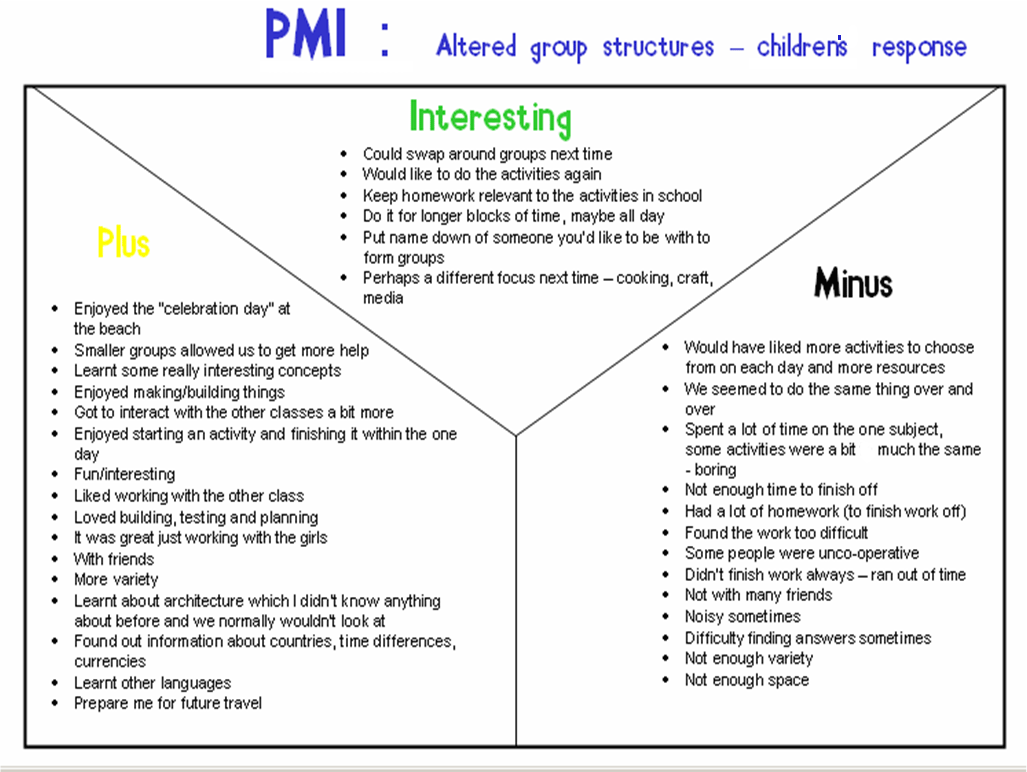 PMI : Altered group structures – children's response
Interesting
• Could swap around groups next time
• Would like to do the activities again
• Keep homework relevant to the activities in school
• Do it for longer blocks of time, maybe all day
• Put name down of someone you'd like to be with to
form groups
• Perhaps a different focus next time – cooking, craft,
media
Plus
• Enjoyed the "celebration day" at
the beach
• Smaller groups allowed us to get more help
• Learnt some really interesting concepts
• Enjoyed making/building things
• Got to interact with the other classes a bit more
• Enjoyed starting an activity and finishing it within the one
day
• Fun/interesting
• Liked working with the other class
• Loved building, testing and planning
• It was great just working with the girls
• With friends
• More variety
• Learnt about architecture which I didn't know anything
about before and we normally wouldn't look at
• Found out information about countries, time differences,
currencies
• Learnt other languages
• Prepare me for future travel
Minus
• Would have liked more activities to choose
from on each day and more resources
• We seemed to do the same thing over and
over
• Spent a lot of time on the one subject,
some activities were a bit much the same
- boring
• Not enough time to finish off
• Had a lot of homework (to finish work off)
• Found the work too difficult
• Some people were unco-operative
• Didn't finish work always – ran out of time
• Not with many friends
• Noisy sometimes
• Difficulty finding answers sometimes
• Not enough variety
• Not enough space